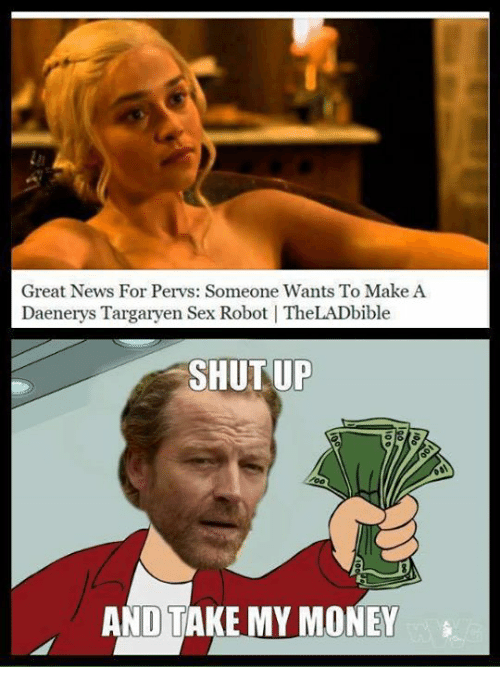 Great News For Pervs: Someone Wants To Make A
Daenerys Targaryen Sex Robot | TheLADbible
SHUT UP
AND TAKE MY MONEY